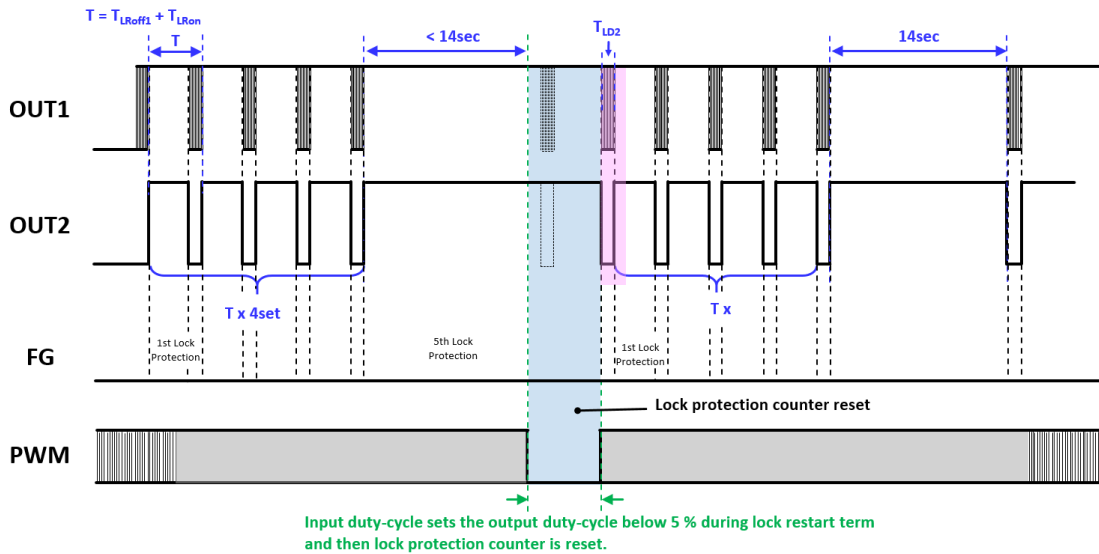 T = TLRoff1 + TLRon
T
< 14sec
TLD2
14sec
OUT1
OUT2
T x 4set
T x
1st Lock
Protection
5th Lock
Protection
1st Lock
Protection
FG
Lock protection counter reset
PWM
Input duty-cycle sets the output duty-cycle below 5 % during lock restart term
and then lock protection counter is reset.